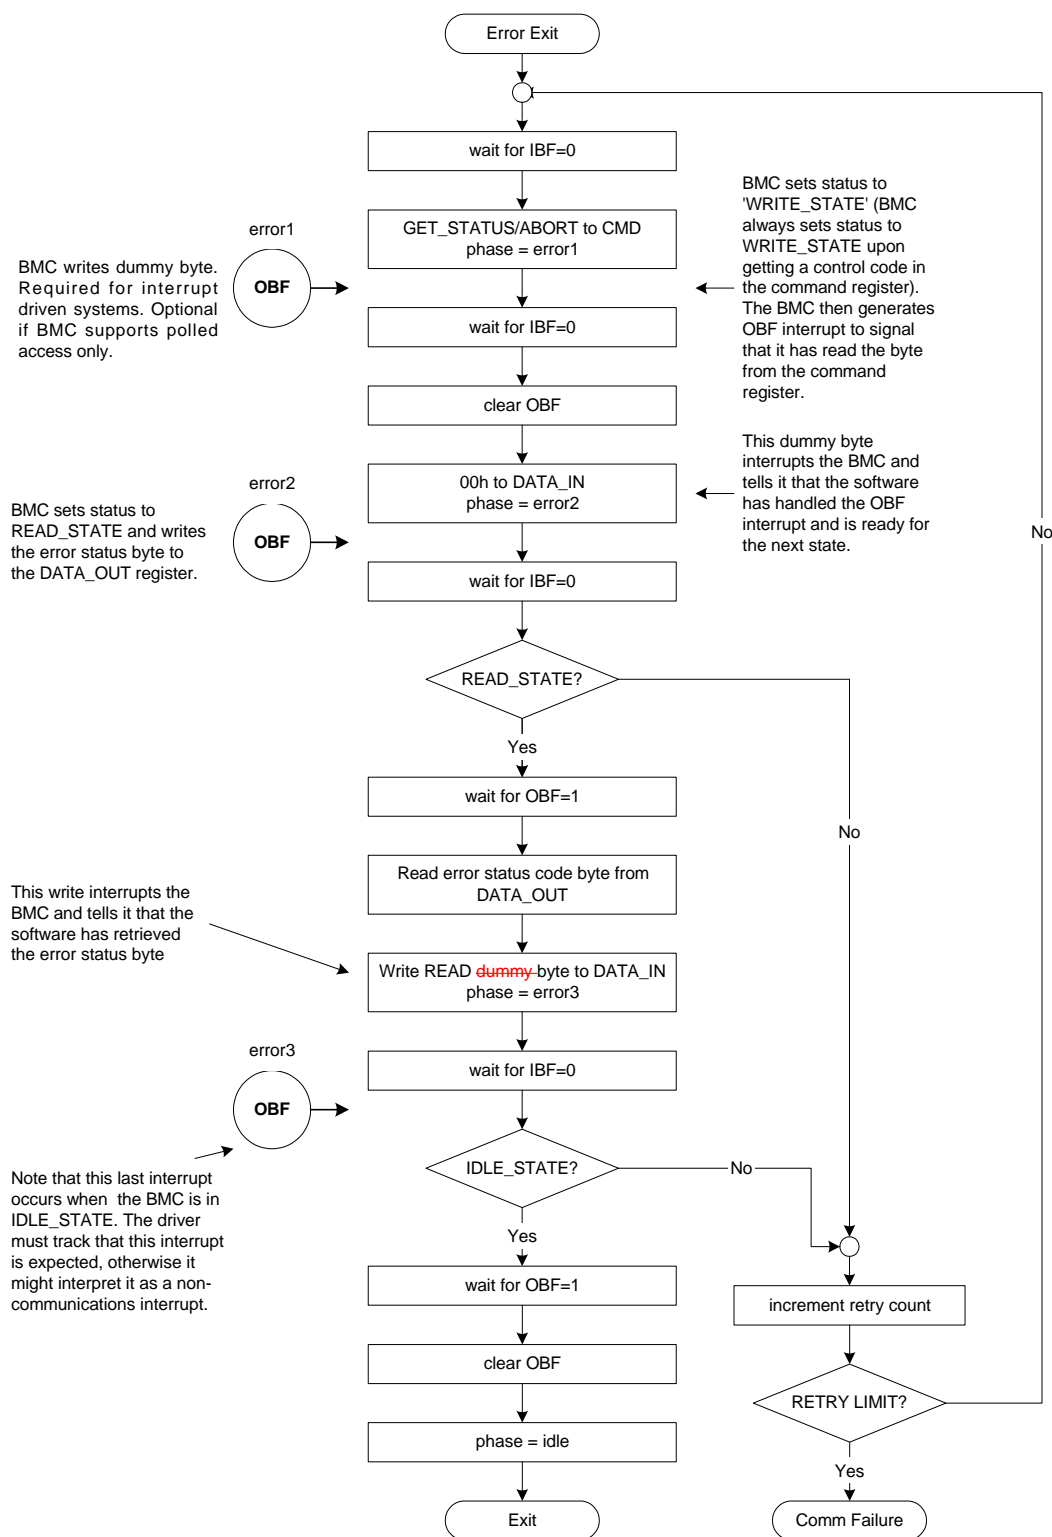 Error Exit
wait for IBF=0
GET_STATUS/ABORT to CMD
phase = error1
BMC sets status to
'WRITE_STATE' (BMC
always sets status to
WRITE_STATE upon
getting a control code in
the command register).
The BMC then generates
OBF interrupt to signal
that it has read the byte
from the command
register.
error1
OBF
BMC writes dummy byte.
Required for interrupt
driven systems. Optional
if BMC supports polled
access only.
wait for IBF=0
clear OBF
00h to DATA_IN
phase = error2
This dummy byte
interrupts the BMC and
tells it that the software
has handled the OBF
interrupt and is ready for
the next state.
error2
OBF
BMC sets status to
READ_STATE and writes
the error status byte to
the DATA_OUT register.
No
wait for IBF=0
READ_STATE?
Yes
wait for OBF=1
No
Read error status code byte from
DATA_OUT
This write interrupts the
BMC and tells it that the
software has retrieved
the error status byte
Write READ dummy byte to DATA_IN
phase = error3
error3
OBF
wait for IBF=0
IDLE_STATE?
No
Note that this last interrupt
occurs when  the BMC is in
IDLE_STATE. The driver
must track that this interrupt
is expected, otherwise it
might interpret it as a non-
communications interrupt.
Yes
wait for OBF=1
increment retry count
clear OBF
RETRY LIMIT?
phase = idle
Yes
Exit
Comm Failure